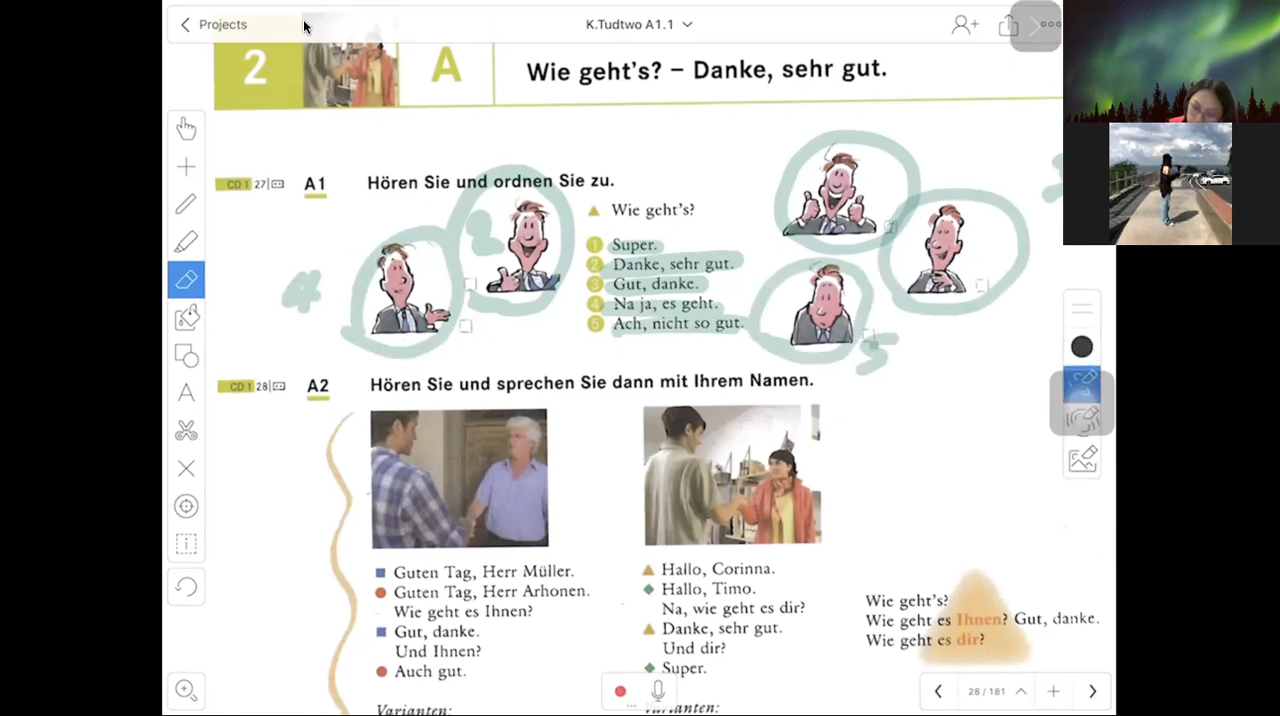 Projects
K.Tudtwo A1.1
2
A
Wie geht's? – Danke, sehr gut.
CD 1 27
A1
Hören Sie und ordnen Sie zu.
Wie geht's?
1 Super.
2 Danke, sehr gut.
3 Gut, danke.
4 Na ja, es geht.
5 Ach, nicht so gut.
4
2
5
1
CD 1 28
A2
Hören Sie und sprechen Sie dann mit Ihrem Namen.
Guten Tag, Herr Müller.
Guten Tag, Herr Arhonen.
Wie geht es Ihnen?
Gut, danke.
Und Ihnen?
Auch gut.
Varianten:
Hallo, Corinna.
Hallo, Timo.
Na, wie geht es dir?
Danke, sehr gut.
Und dir?
Super.
Varianten:
Wie geht's?
Wie geht es Ihnen? Gut, danke.
Wie geht es dir?
A
28 / 181